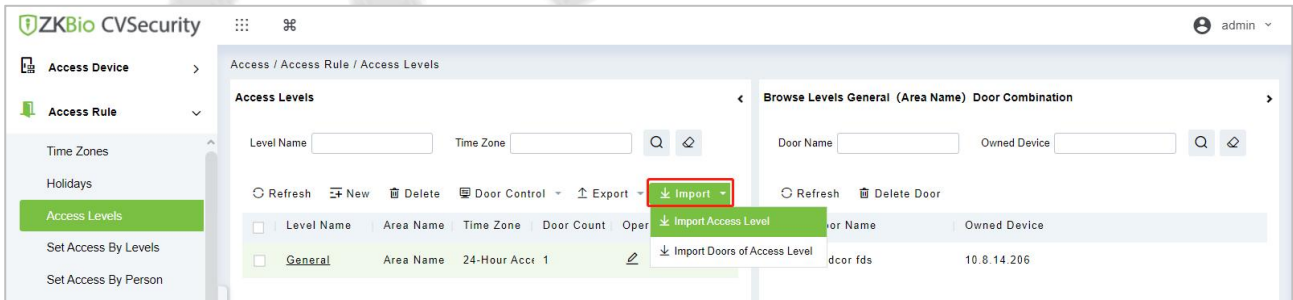 ZKBio CVSecurity
admin
Access Device
Access Rule
Time Zones
Holidays
Access Levels
Set Access By Levels
Set Access By Person
Access / Access Rule / Access Levels
Access Levels
Level Name
Time Zone
Refresh New Delete Door Control Export Import
Import Access Level
Import Doors of Access Level
Level Name Area Name Time Zone Door Count Oper
General Area Name 24-Hour Acce 1
Browse Levels General (Area Name) Door Combination
Door Name
Owned Device
Refresh Delete Door
or Name Owned Device
dcor fds 10.8.14.206